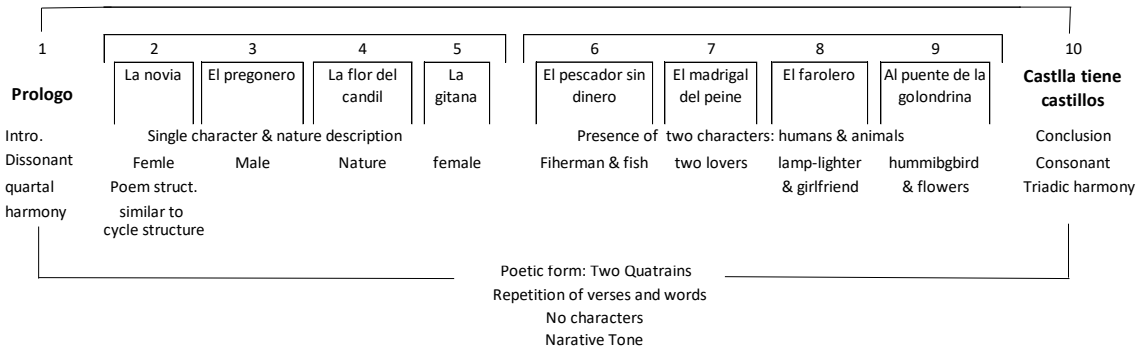 1 2 3 4 5 6 7 8 9 10
La novia El pregonero La flor del candil La gitana El pescador sin dinero El madrigal del peine El farolero Al puente de la golondrina
Prologo Castlla tiene castillos
Intro. Single character & nature description Presence of two characters: humans & animals Conclusion
Dissonant Femle Male Nature female Fiherman & fish two lovers lamp-lighter & girlfriend hummibgbird & flowers Consonant
quartal Poem struct. Triadic harmony
harmony similar to
cycle structure
Poetic form: Two Quatrains
Repetition of verses and words
No characters
Narative Tone